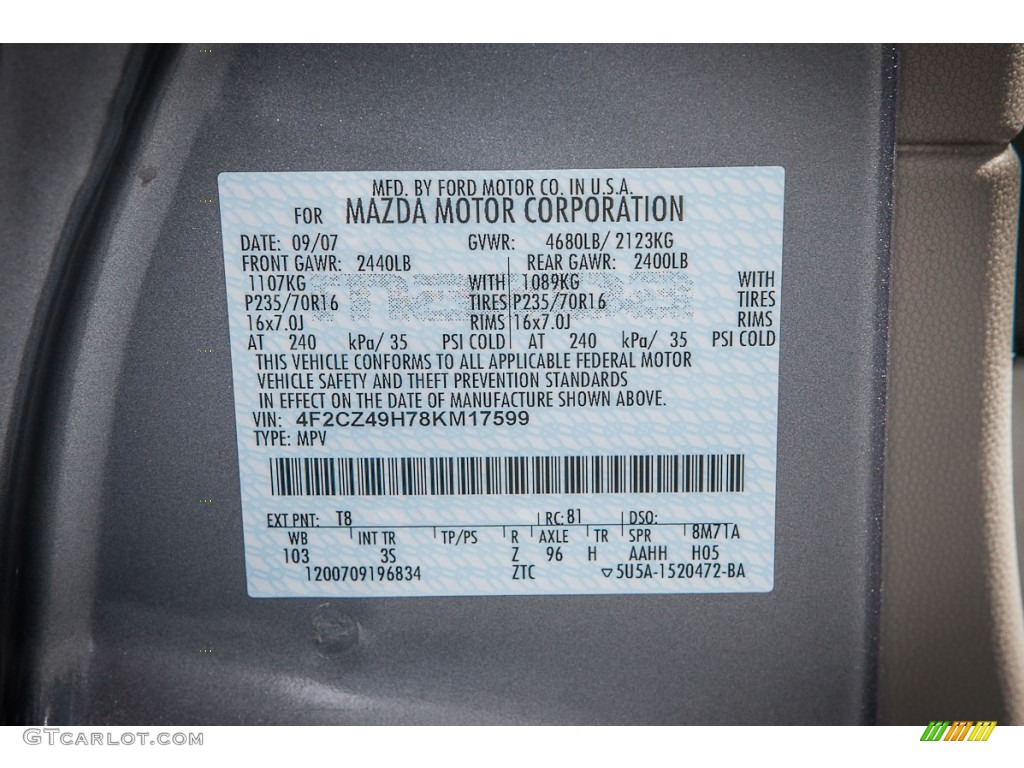 MFD. BY FORD MOTOR CO. IN U.S.A.
FOR MAZDA MOTOR CORPORATION
DATE: 09/07 GVWR: 4680LB/ 2123KG
FRONT GAWR: 2440LB REAR GAWR: 2400LB
1107KG WITH 1089KG WITH
P235/70R16 TIRES P235/70R16 TIRES
16x7.0J RIMS 16x7.0J RIMS
AT 240 kPa/ 35 PSI COLD AT 240 kPa/ 35 PSI COLD
THIS VEHICLE CONFORMS TO ALL APPLICABLE FEDERAL MOTOR
VEHICLE SAFETY AND THEFT PREVENTION STANDARDS
IN EFFECT ON THE DATE OF MANUFACTURE SHOWN ABOVE.
VIN: 4F2CZ49H78KM17599
TYPE: MPV
EXT PNT: T8 RC: 81 DSO:
WB INT TR TP/PS R AXLE TR SPR 8M71A
103 3S Z 96 H AAHH H05
1200709196834 ZTC ▽5U5A-1520472-BA
GTCarlot.com